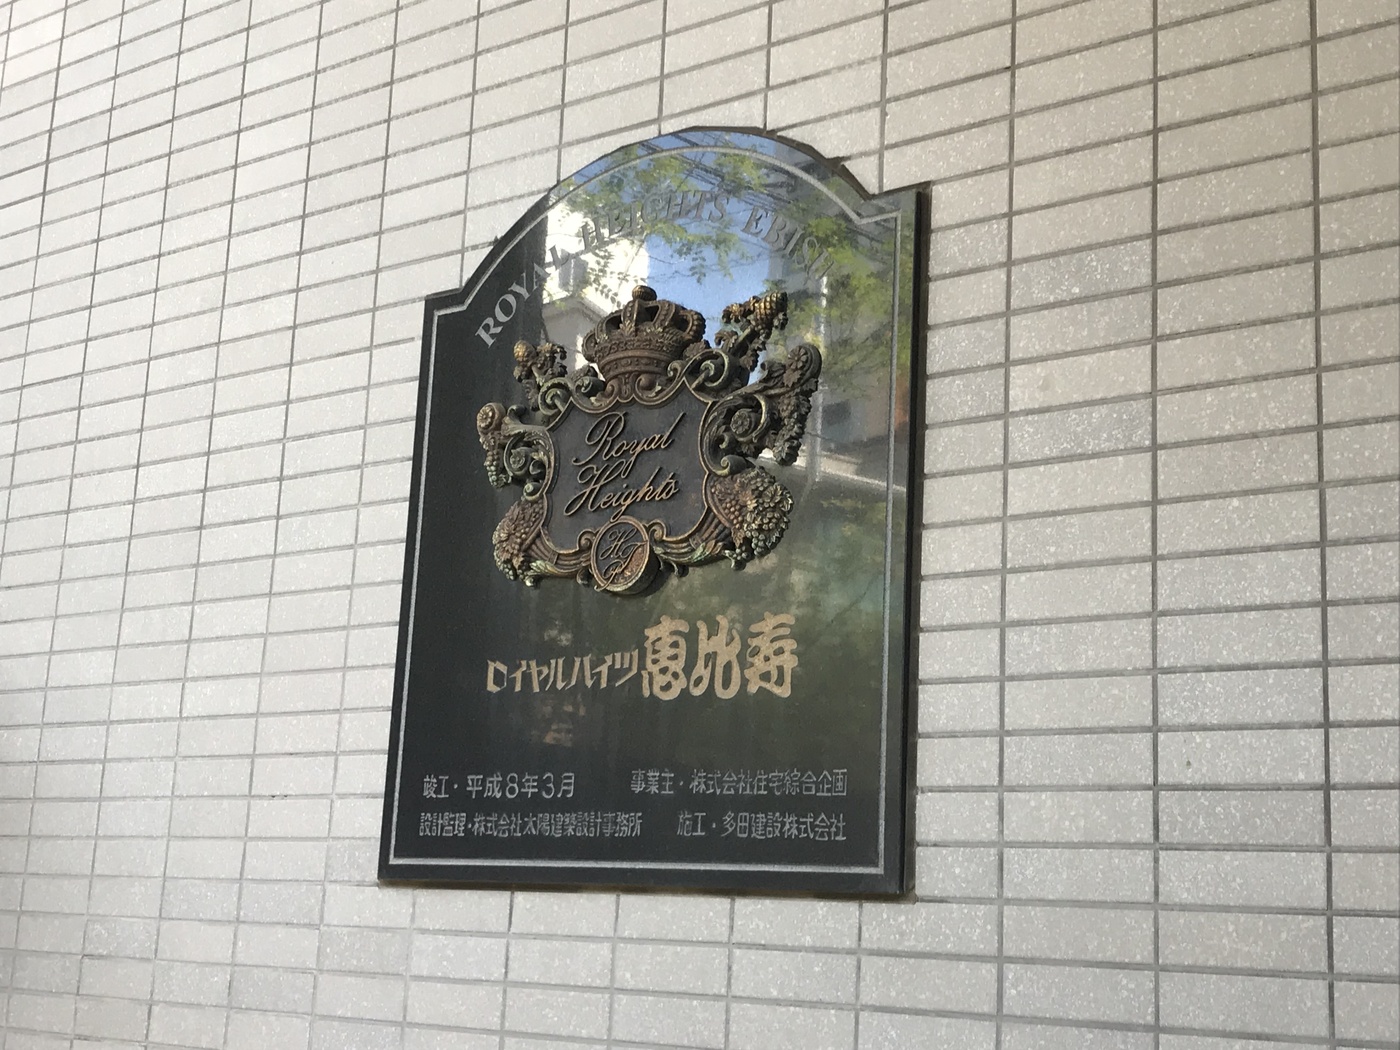 ROYAL HEIGHTS EBISU
Royal
Heights
ロイヤルハイツ恵比寿
竣工・平成8年3月 事業主・株式会社住宅綜合企画
設計監理・株式会社太陽建築設計事務所 施工・多田建設株式会社